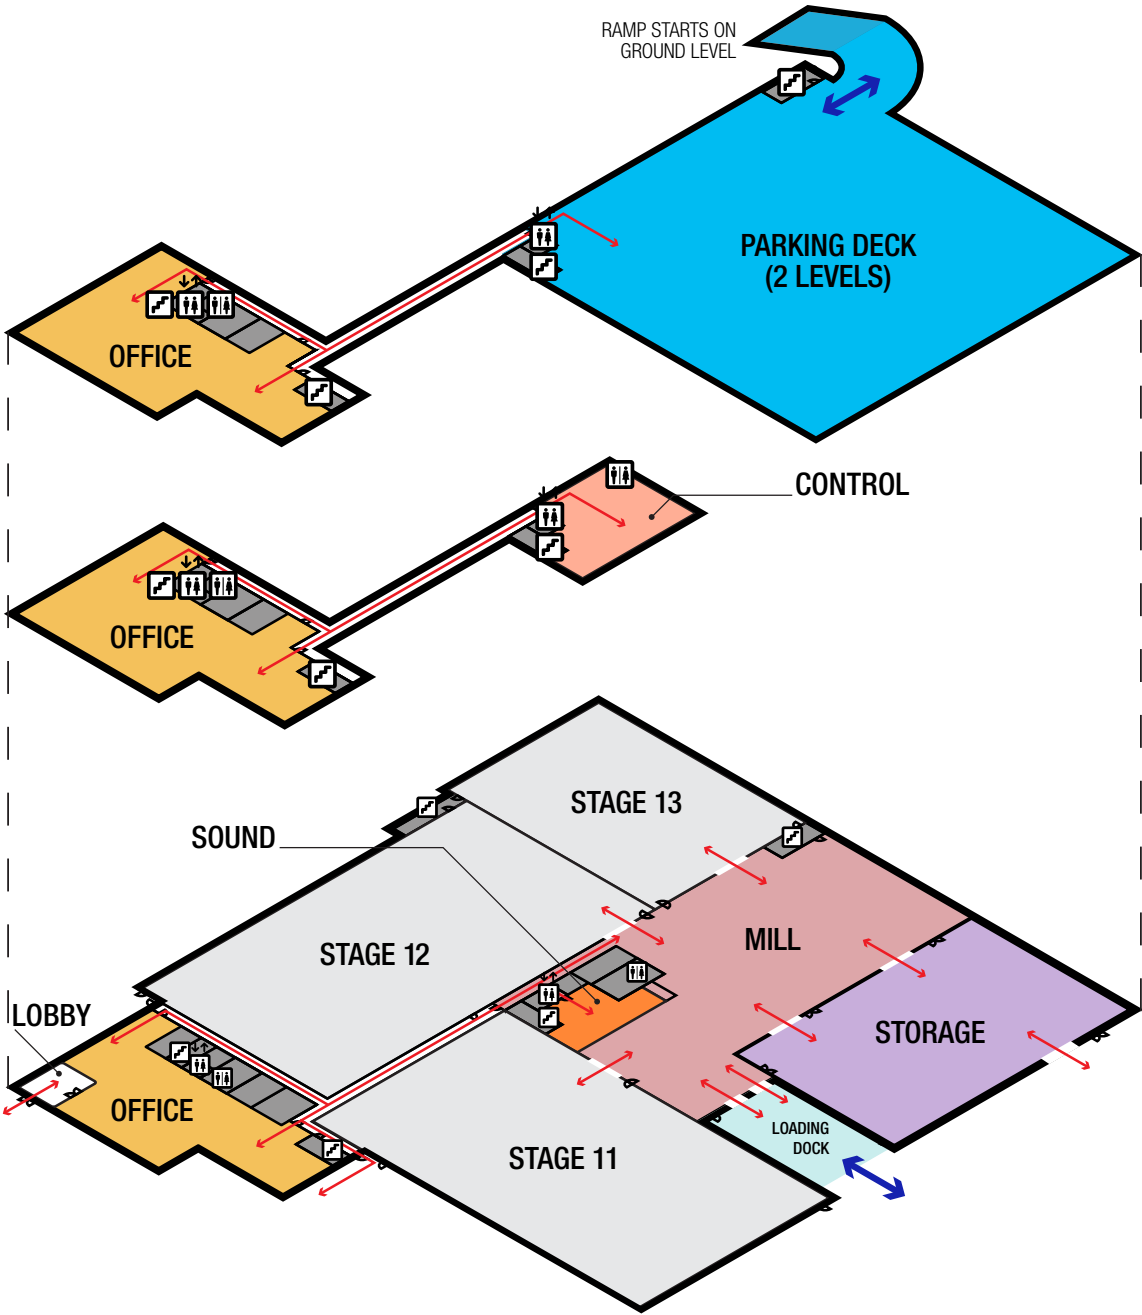 RAMP STARTS ON
GROUND LEVEL
PARKING DECK
(2 LEVELS)
OFFICE
CONTROL
OFFICE
STAGE 13
SOUND
MILL
STAGE 12
LOBBY
STORAGE
OFFICE
LOADING
DOCK
STAGE 11